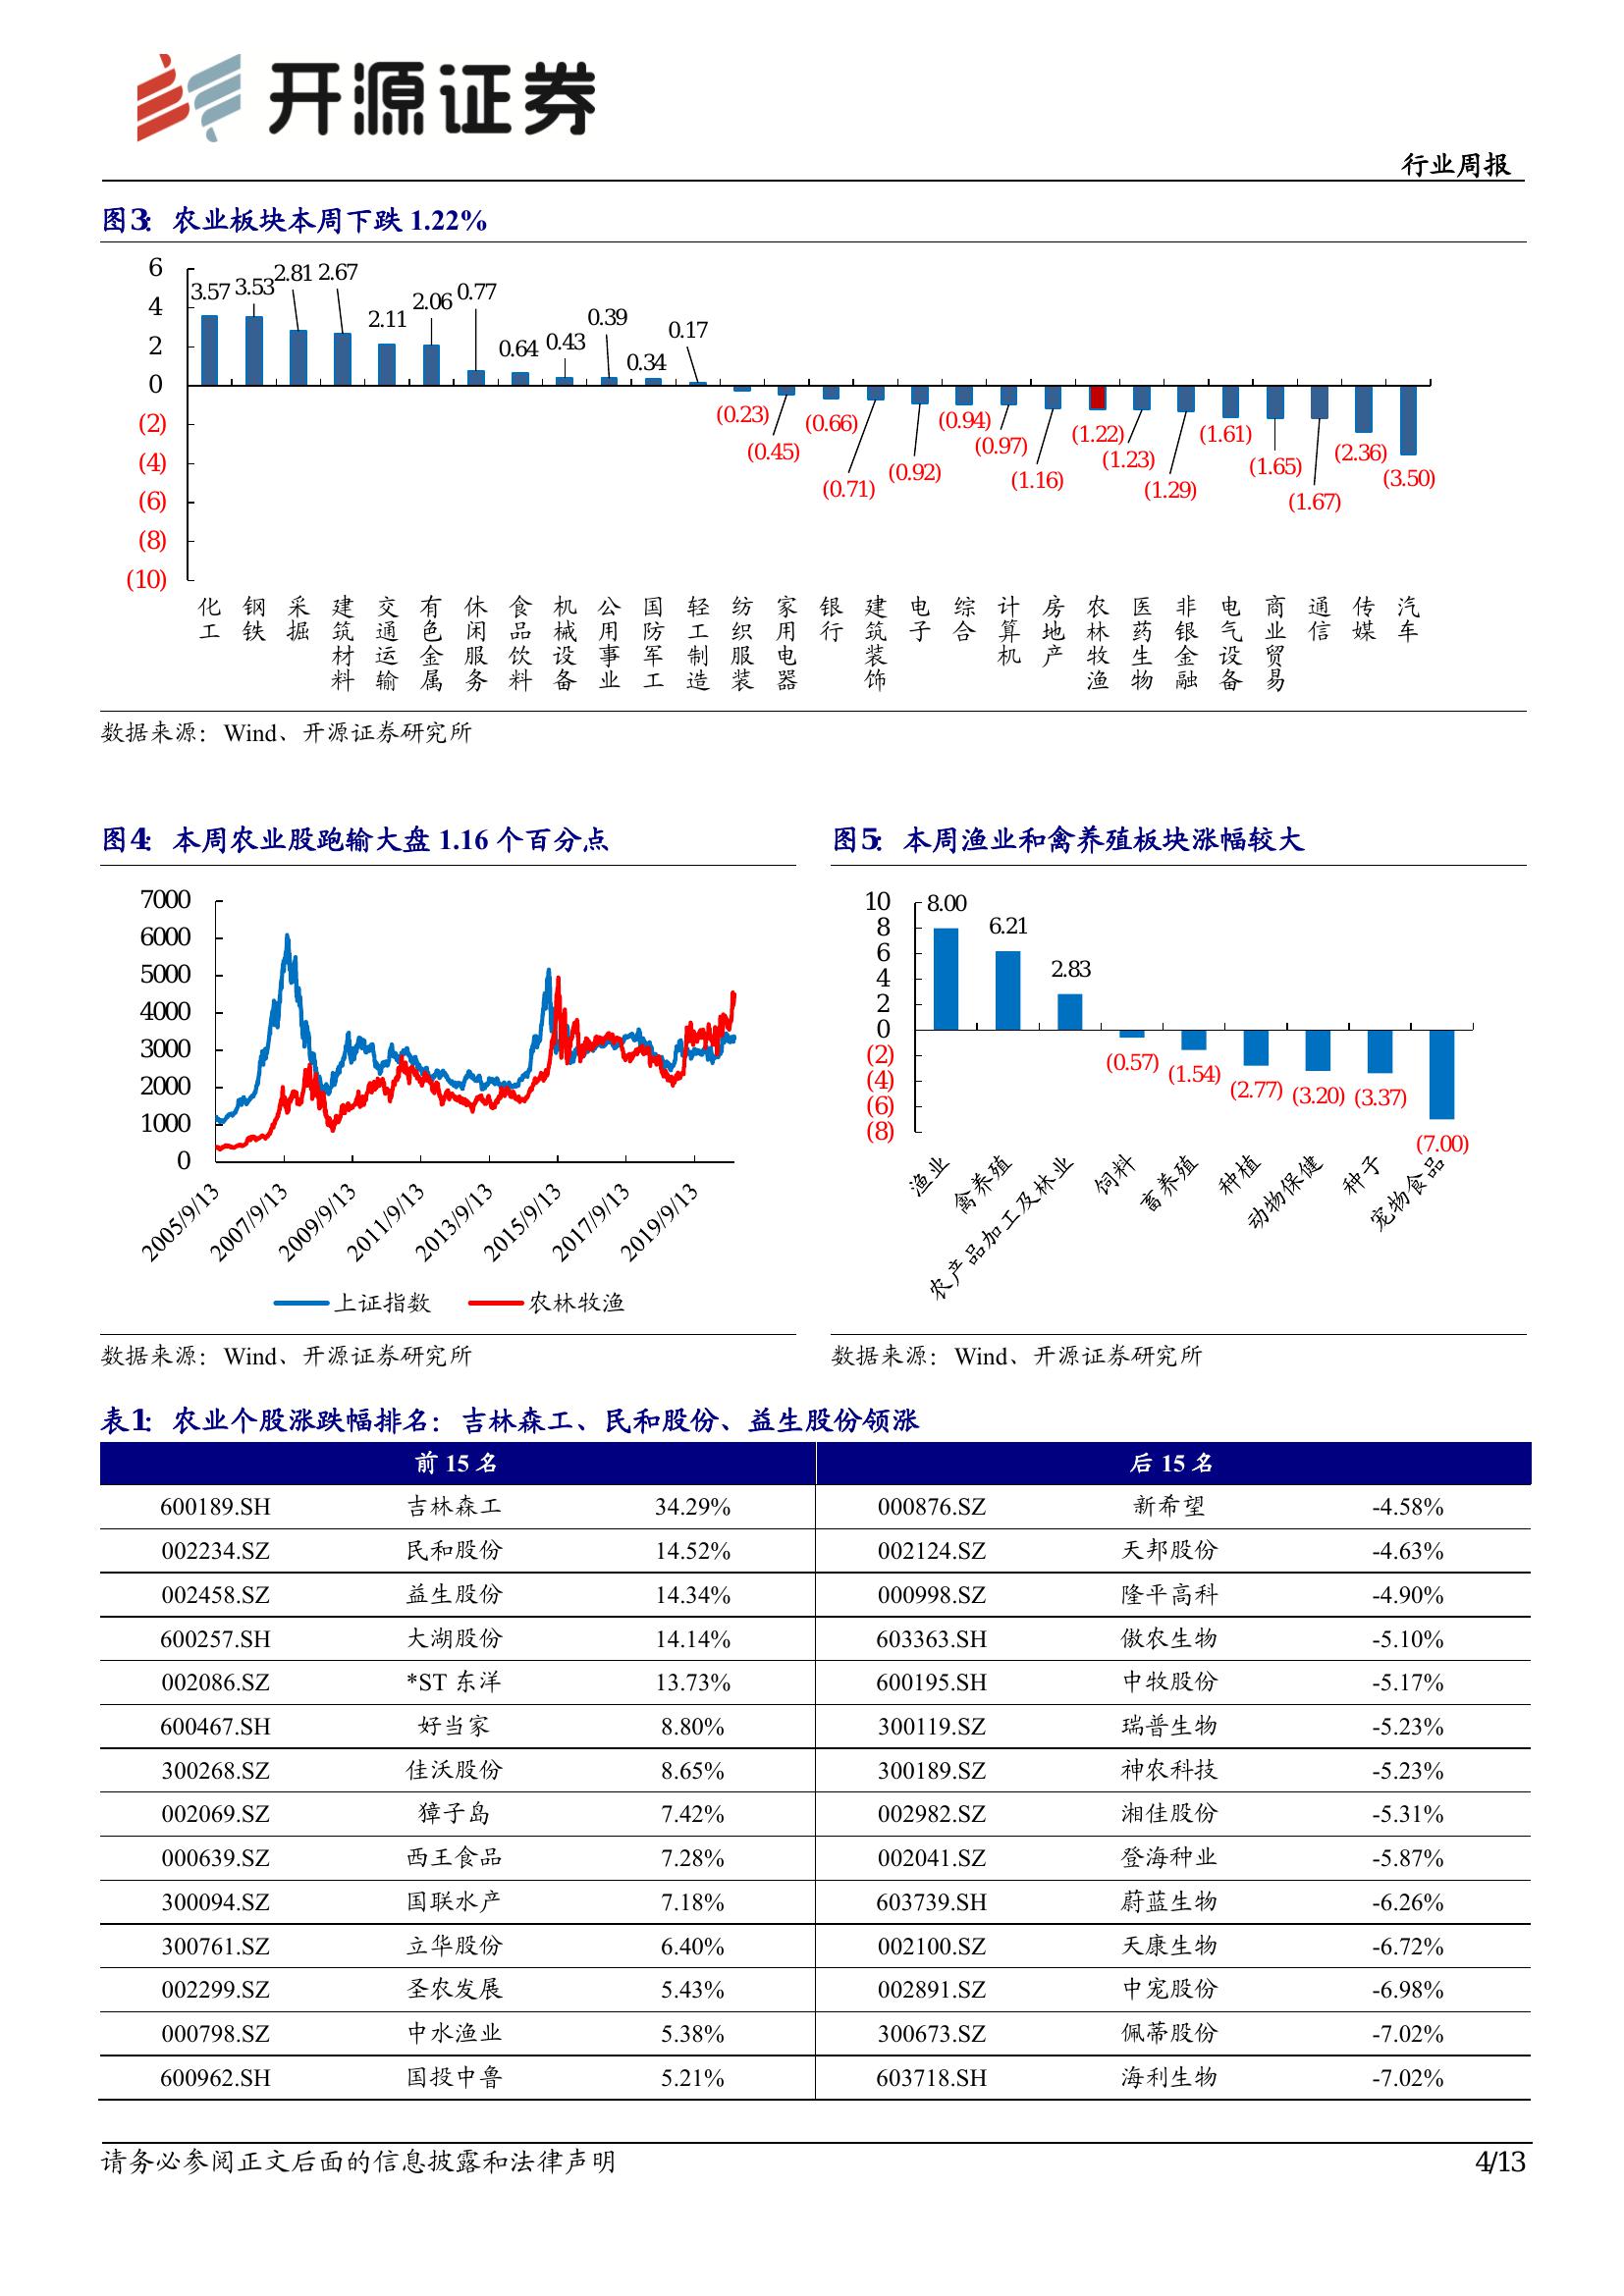 开源证券
行业周报
图3： 农业板块本周下跌 1.22%
6
4
2
0
(2)
(4)
(6)
(8)
(10)
3.57 3.53 2.81 2.67 2.11 2.06 0.77 0.64 0.43 0.39 0.34 0.17 (0.23) (0.45) (0.66) (0.71) (0.92) (0.94) (0.97) (1.16) (1.22) (1.23) (1.29) (1.61) (1.65) (1.67) (2.36) (3.50)
化工 钢铁 采掘 建筑材料 交通运输 有色金属 休闲服务 食品饮料 机械设备 公用事业 国防军工 轻工制造 纺织服装 家用电器 银行 建筑装饰 电子 综合 计算机 房地产 农林牧渔 医药生物 非银金融 电气设备 商业贸易 通信 传媒 汽车
数据来源：Wind、开源证券研究所
图4： 本周农业股跑输大盘 1.16 个百分点
7000
6000
5000
4000
3000
2000
1000
0
2005/9/13 2007/9/13 2009/9/13 2011/9/13 2013/9/13 2015/9/13 2017/9/13 2019/9/13
上证指数 农林牧渔
数据来源：Wind、开源证券研究所
图5： 本周渔业和禽养殖板块涨幅较大
10
8
6
4
2
0
(2)
(4)
(6)
(8)
8.00 6.21 2.83 (0.57) (1.54) (2.77) (3.20) (3.37) (7.00)
渔业 禽养殖 农产品加工及林业 饲料 畜养殖 种植 动物保健 种子 宠物食品
数据来源：Wind、开源证券研究所
表1： 农业个股涨跌幅排名：吉林森工、民和股份、益生股份领涨
前 15 名 后 15 名
600189.SH 吉林森工 34.29% 000876.SZ 新希望 -4.58%
002234.SZ 民和股份 14.52% 002124.SZ 天邦股份 -4.63%
002458.SZ 益生股份 14.34% 000998.SZ 隆平高科 -4.90%
600257.SH 大湖股份 14.14% 603363.SH 傲农生物 -5.10%
002086.SZ *ST 东洋 13.73% 600195.SH 中牧股份 -5.17%
600467.SH 好当家 8.80% 300119.SZ 瑞普生物 -5.23%
300268.SZ 佳沃股份 8.65% 300189.SZ 神农科技 -5.23%
002069.SZ 獐子岛 7.42% 002982.SZ 湘佳股份 -5.31%
000639.SZ 西王食品 7.28% 002041.SZ 登海种业 -5.87%
300094.SZ 国联水产 7.18% 603739.SH 蔚蓝生物 -6.26%
300761.SZ 立华股份 6.40% 002100.SZ 天康生物 -6.72%
002299.SZ 圣农发展 5.43% 002891.SZ 中宠股份 -6.98%
000798.SZ 中水渔业 5.38% 300673.SZ 佩蒂股份 -7.02%
600962.SH 国投中鲁 5.21% 603718.SH 海利生物 -7.02%
请务必参阅正文后面的信息披露和法律声明 4/13